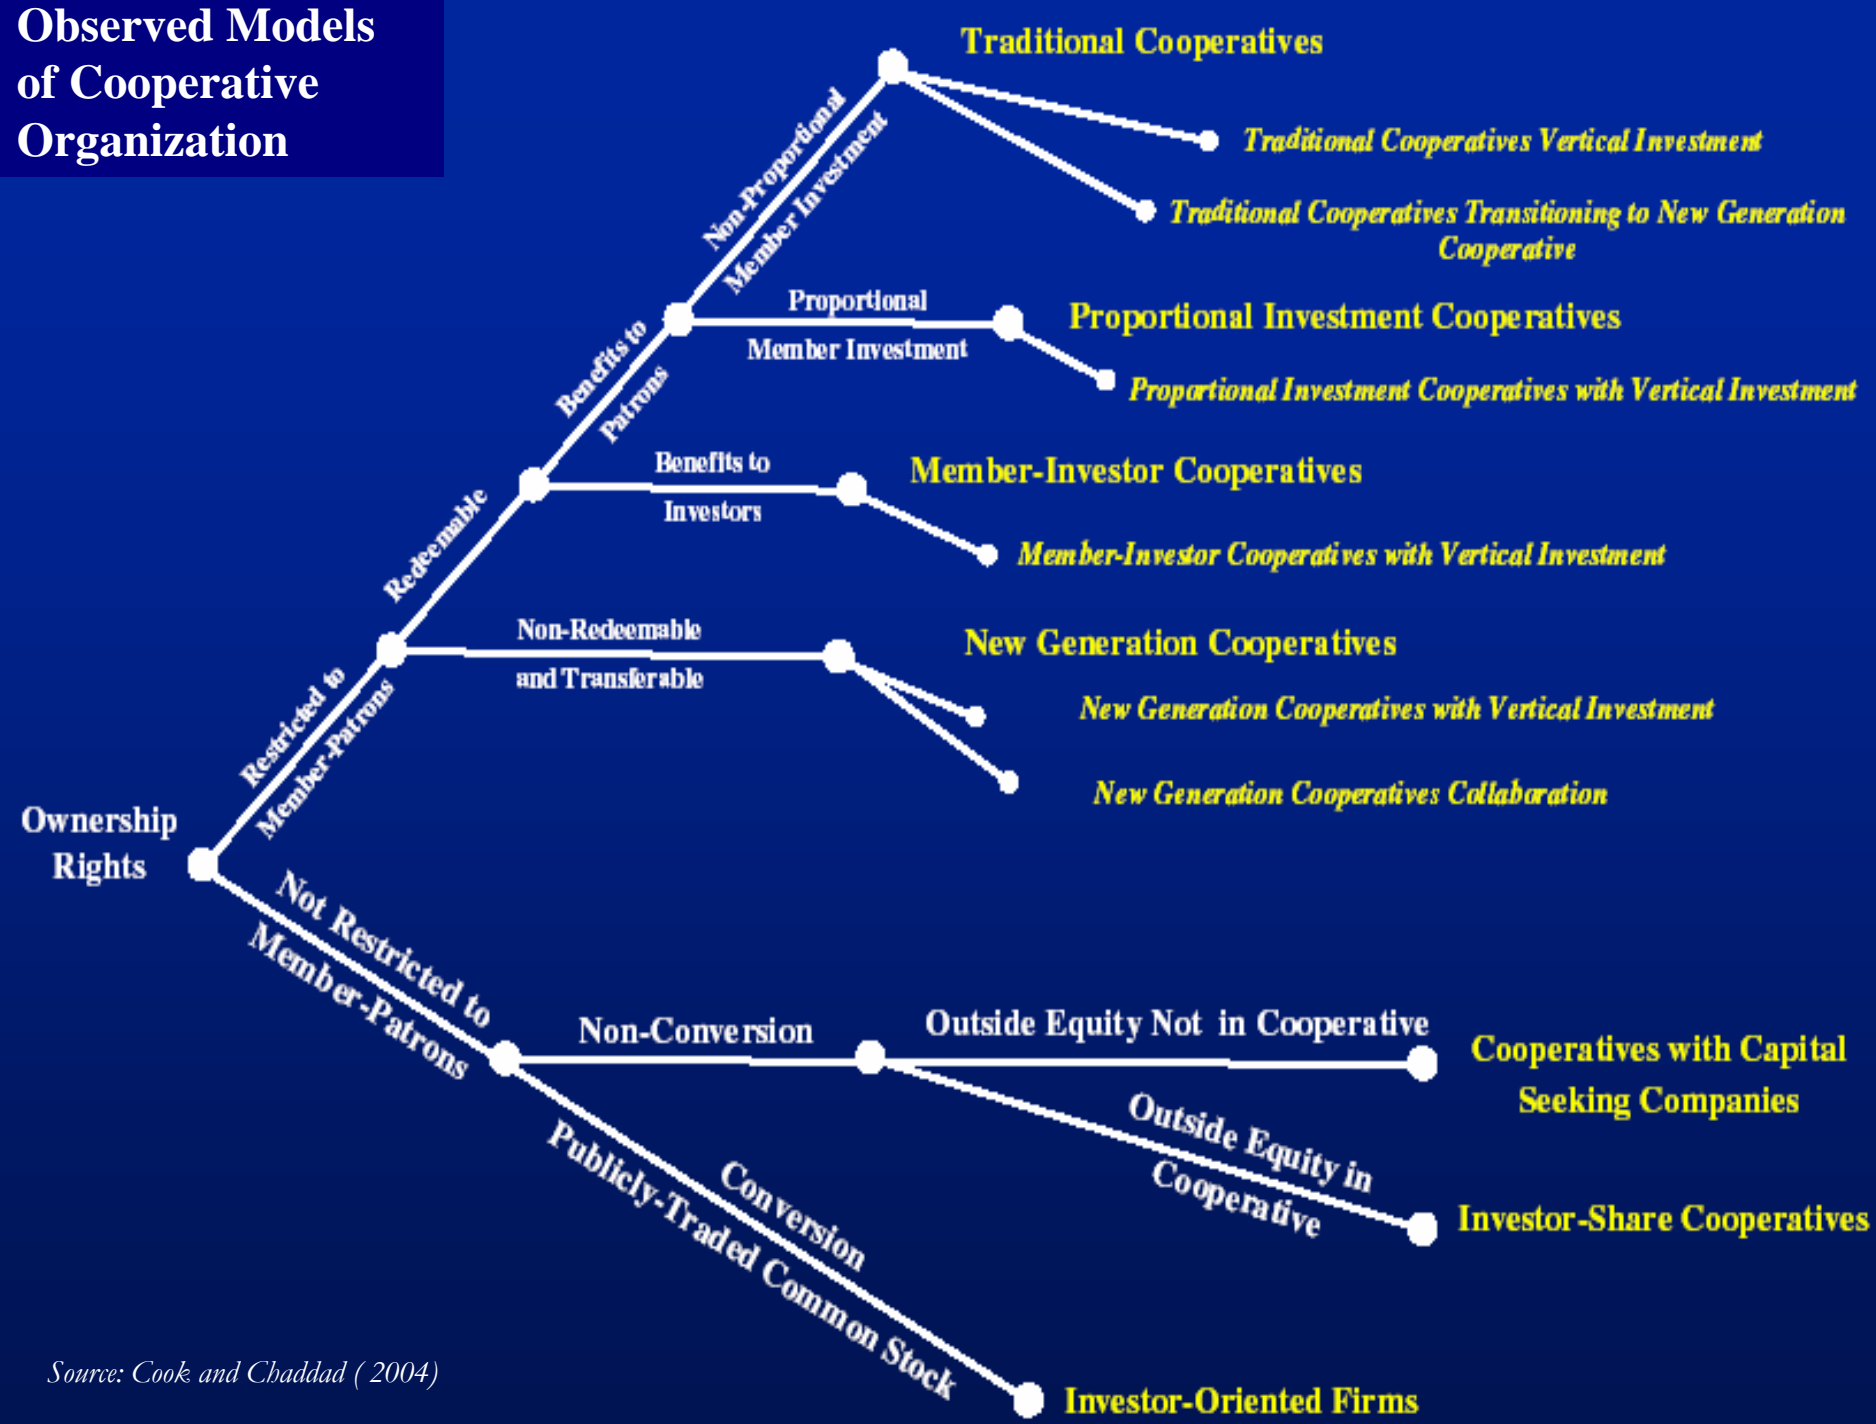 Observed Models
of Cooperative
Organization
Traditional Cooperatives
Non-Proportional
Member Investment
Traditional Cooperatives Vertical Investment
Traditional Cooperatives Transitioning to New Generation
Cooperative
Proportional
Member Investment
Proportional Investment Cooperatives
Proportional Investment Cooperatives with Vertical Investment
Benefits to
Patrons
Benefits to
Investors
Member-Investor Cooperatives
Member-Investor Cooperatives with Vertical Investment
Redeemable
Non-Redeemable
and Transferable
New Generation Cooperatives
New Generation Cooperatives with Vertical Investment
New Generation Cooperatives Collaboration
Restricted to
Member-Patrons
Ownership
Rights
Not Restricted to
Member-Patrons
Non-Conversion
Outside Equity Not in Cooperative
Cooperatives with Capital
Seeking Companies
Outside Equity in
Cooperative
Investor-Share Cooperatives
Conversion
Publicly-Traded Common Stock
Investor-Oriented Firms
Source: Cook and Chaddad ( 2004)